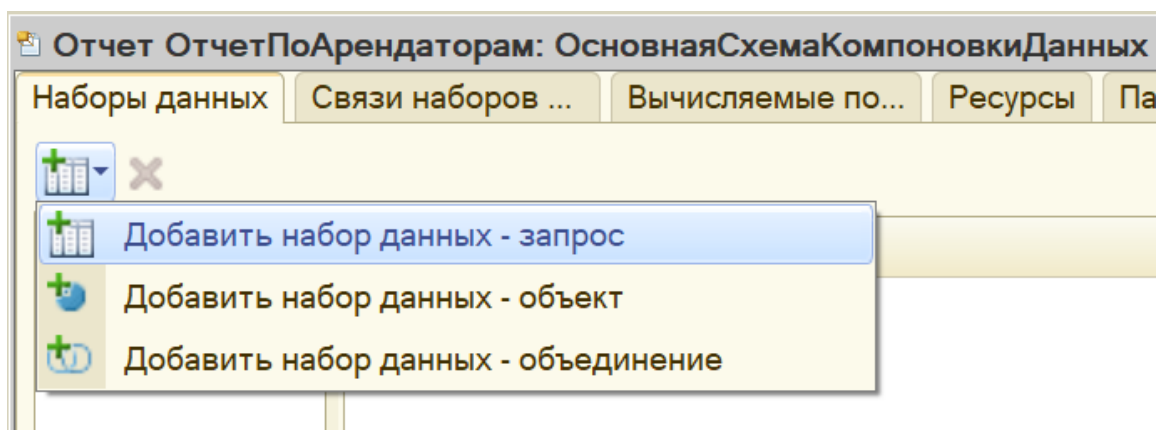 Отчет ОтчетПоАрендаторам: ОсновнаяСхемаКомпоновкиДанных
Наборы данных Связи наборов ... Вычисляемые по... Ресурсы Па
Добавить набор данных - запрос
Добавить набор данных - объект
Добавить набор данных - объединение